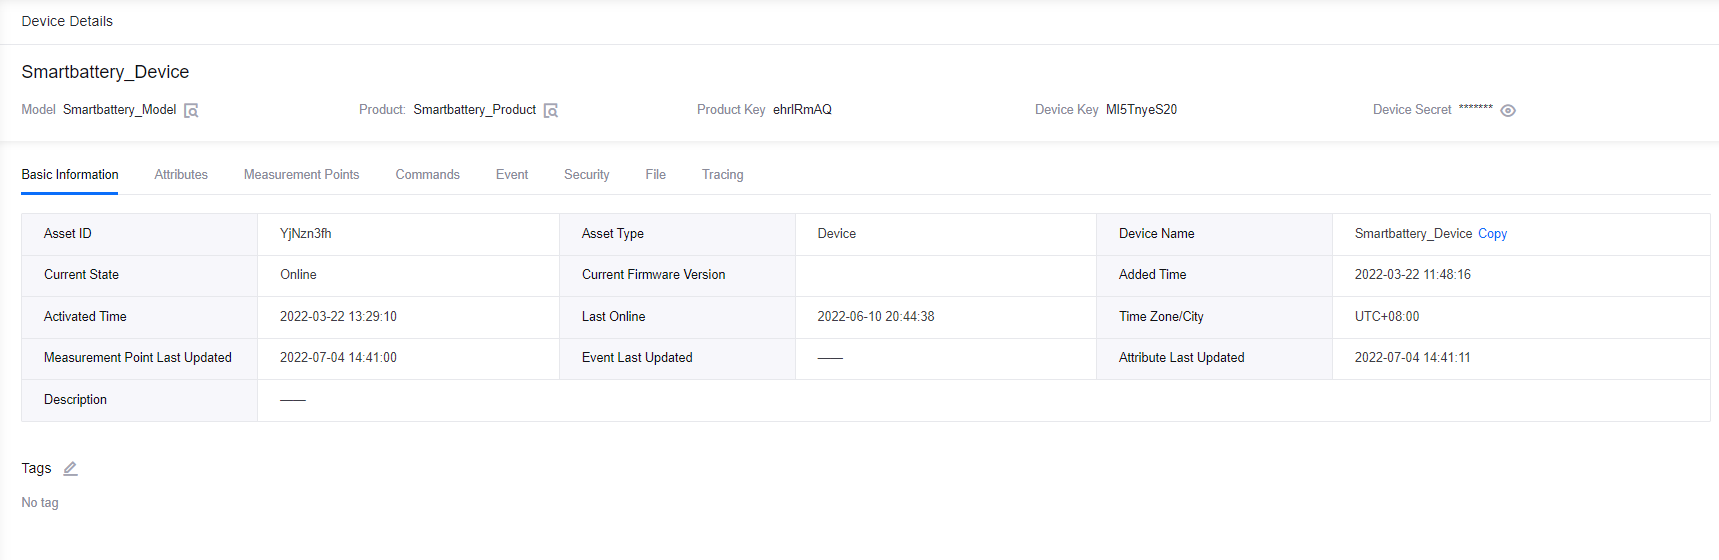 Device Details
Smartbattery_Device
Model Smartbattery_Model Product: Smartbattery_Product Product Key ehrlRmAQ Device Key MI5TnyeS20 Device Secret *******
Basic Information Attributes Measurement Points Commands Event Security File Tracing
Asset ID YjNzn3fh Asset Type Device Device Name Smartbattery_Device Copy
Current State Online Current Firmware Version Added Time 2022-03-22 11:48:16
Activated Time 2022-03-22 13:29:10 Last Online 2022-06-10 20:44:38 Time Zone/City UTC+08:00
Measurement Point Last Updated 2022-07-04 14:41:00 Event Last Updated —— Attribute Last Updated 2022-07-04 14:41:11
Description ——
Tags
No tag